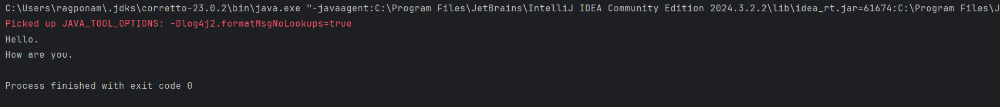 C:\Users\ragponam\.jdks\corretto-23.0.2\bin\java.exe "-javaagent:C:\Program Files\JetBrains\IntelliJ IDEA Community Edition 2024.3.2.2\lib\idea_rt.jar=61674:C:\Program Files\J
Picked up JAVA_TOOL_OPTIONS: -Dlog4j2.formatMsgNoLookups=true
Hello.
How are you.
Process finished with exit code 0